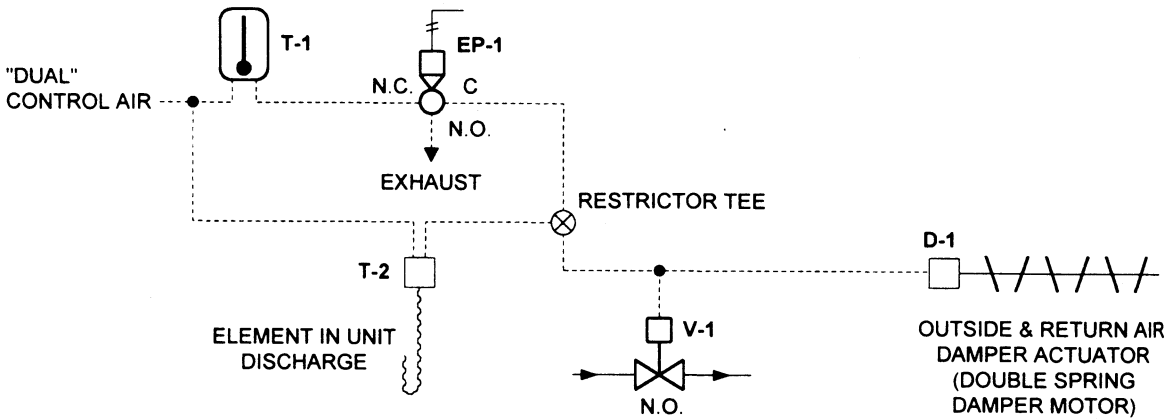 T-1
EP-1
"DUAL"
CONTROL AIR
N.C.
C
N.O.
EXHAUST
RESTRICTOR TEE
D-1
T-2
ELEMENT IN UNIT
DISCHARGE
V-1
N.O.
OUTSIDE & RETURN AIR
DAMPER ACTUATOR
(DOUBLE SPRING
DAMPER MOTOR)